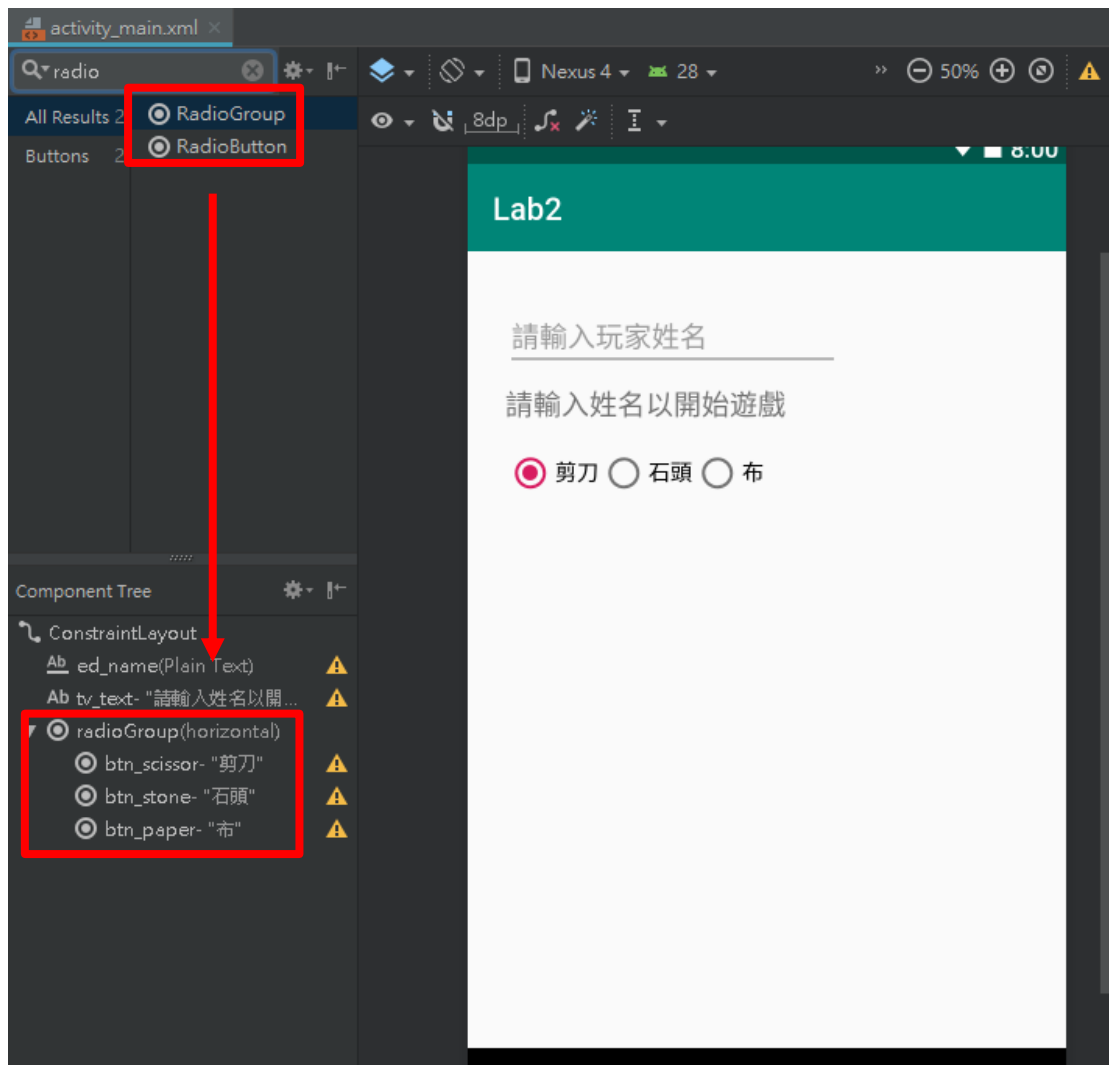 activity_main.xml
radio
All Results 2
Buttons 2
RadioGroup
RadioButton
Nexus 4
28
50%
8dp
8:00
Lab2
請輸入玩家姓名
請輸入姓名以開始遊戲
剪刀 石頭 布
Component Tree
ConstraintLayout
Ab ed_name(Plain Text)
Ab tv_text- "請輸入姓名以開...
radioGroup(horizontal)
btn_scissor- "剪刀"
btn_stone- "石頭"
btn_paper- "布"